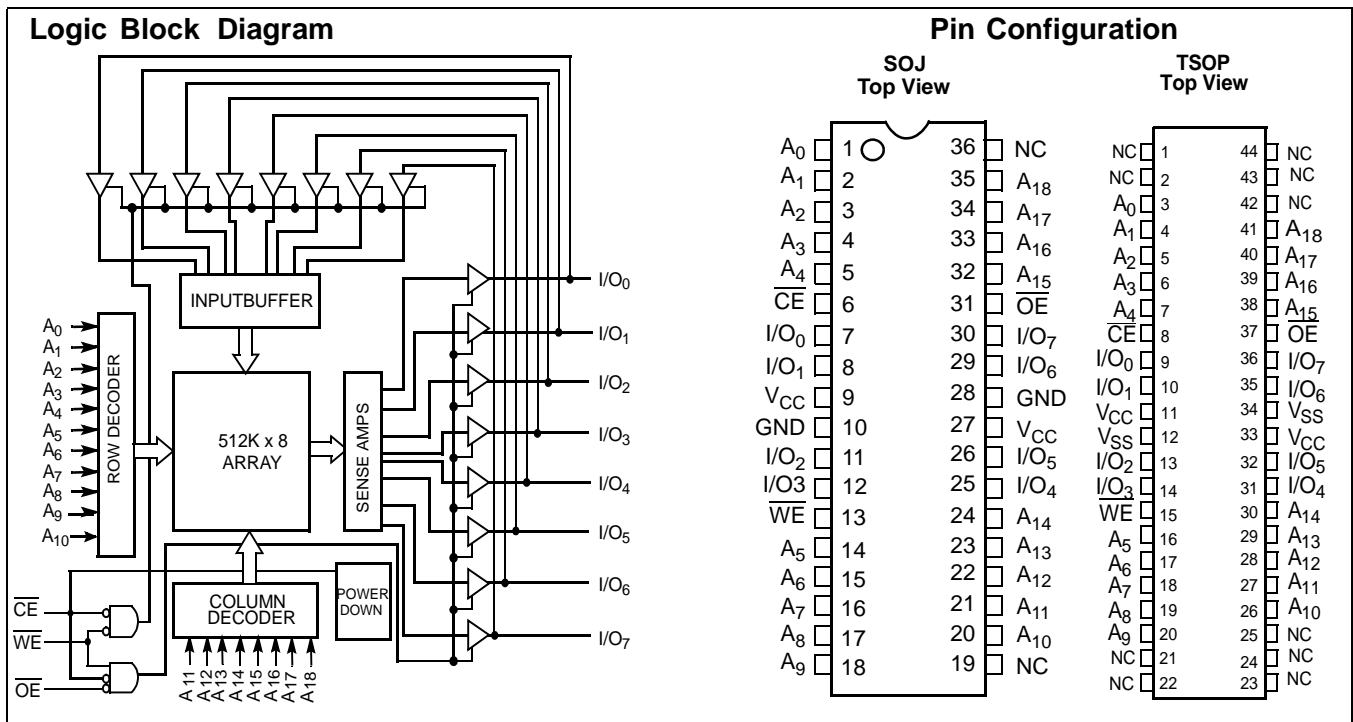 Logic Block Diagram
INPUTBUFFER
A0
A1
A2
A3
A4
A5
A6
A7
A8
A9
A10
ROW DECODER
512K x 8
ARRAY
SENSE AMPS
I/O0
I/O1
I/O2
I/O3
I/O4
I/O5
I/O6
I/O7
COLUMN
DECODER
POWER
DOWN
CE
WE
OE
A11
A12
A13
A14
A15
A16
A17
A18
Pin Configuration
SOJ
Top View
A0 1 36 NC
A1 2 35 A18
A2 3 34 A17
A3 4 33 A16
A4 5 32 A15
CE 6 31 OE
I/O0 7 30 I/O7
I/O1 8 29 I/O6
VCC 9 28 GND
GND 10 27 VCC
I/O2 11 26 I/O5
I/O3 12 25 I/O4
WE 13 24 A14
A5 14 23 A13
A6 15 22 A12
A7 16 21 A11
A8 17 20 A10
A9 18 19 NC
TSOP
Top View
NC 1 44 NC
NC 2 43 NC
A0 3 42 NC
A1 4 41 A18
A2 5 40 A17
A3 6 39 A16
A4 7 38 A15
CE 8 37 OE
I/O0 9 36 I/O7
I/O1 10 35 I/O6
VCC 11 34 VSS
VSS 12 33 VCC
I/O2 13 32 I/O5
I/O3 14 31 I/O4
WE 15 30 A14
A5 16 29 A13
A6 17 28 A12
A7 18 27 A11
A8 19 26 A10
A9 20 25 NC
NC 21 24 NC
NC 22 23 NC